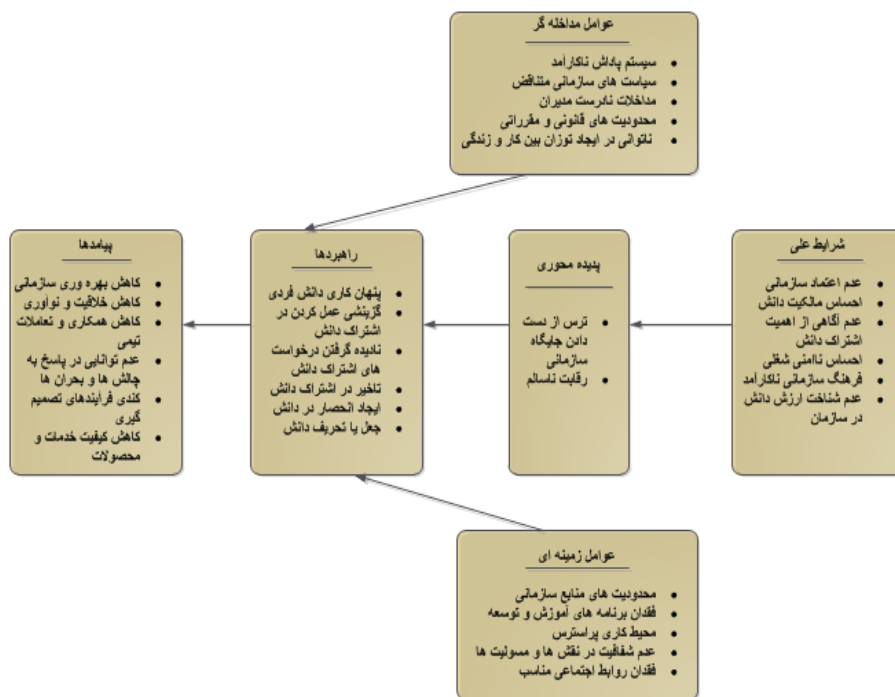 عوامل مداخله گر
سیستم پاداش ناکارآمد
سیاست های سازمانی متناقض
مداخلات نادرست مدیران
محدودیت های قانونی و مقرراتی
ناتوانی در ایجاد توزان بین کار و زندگی
شرایط علی
عدم اعتماد سازمانی
احساس مالکیت دانش
عدم آگاهی از اهمیت
اشتراک دانش
احساس ناامنی شغلی
فرهنگ سازمانی ناکارآمد
عدم شناخت ارزش دانش
در سازمان
پدیده محوری
ترس از دست
دادن جایگاه
سازمانی
رقابت ناسالم
راهبردها
پنهان کاری دانش فردی
گزینشی عمل کردن در
اشتراک دانش
نادیده گرفتن درخواست
های اشتراک دانش
تاخیر در اشتراک دانش
ایجاد انحصار در دانش
جعل یا تحریف دانش
پیامدها
کاهش بهره وری سازمانی
کاهش خلاقیت و نوآوری
کاهش همکاری و تعاملات
تیمی
عدم توانایی در پاسخ به
چالش ها و بحران ها
کندی فرآیندهای تصمیم
گیری
کاهش کیفیت خدمات و
محصولات
عوامل زمینه ای
محدودیت های منابع سازمانی
فقدان برنامه های آموزش و توسعه
محیط کاری پراسترس
عدم شفافیت در نقش ها و مسولیت ها
فقدان روابط اجتماعی مناسب